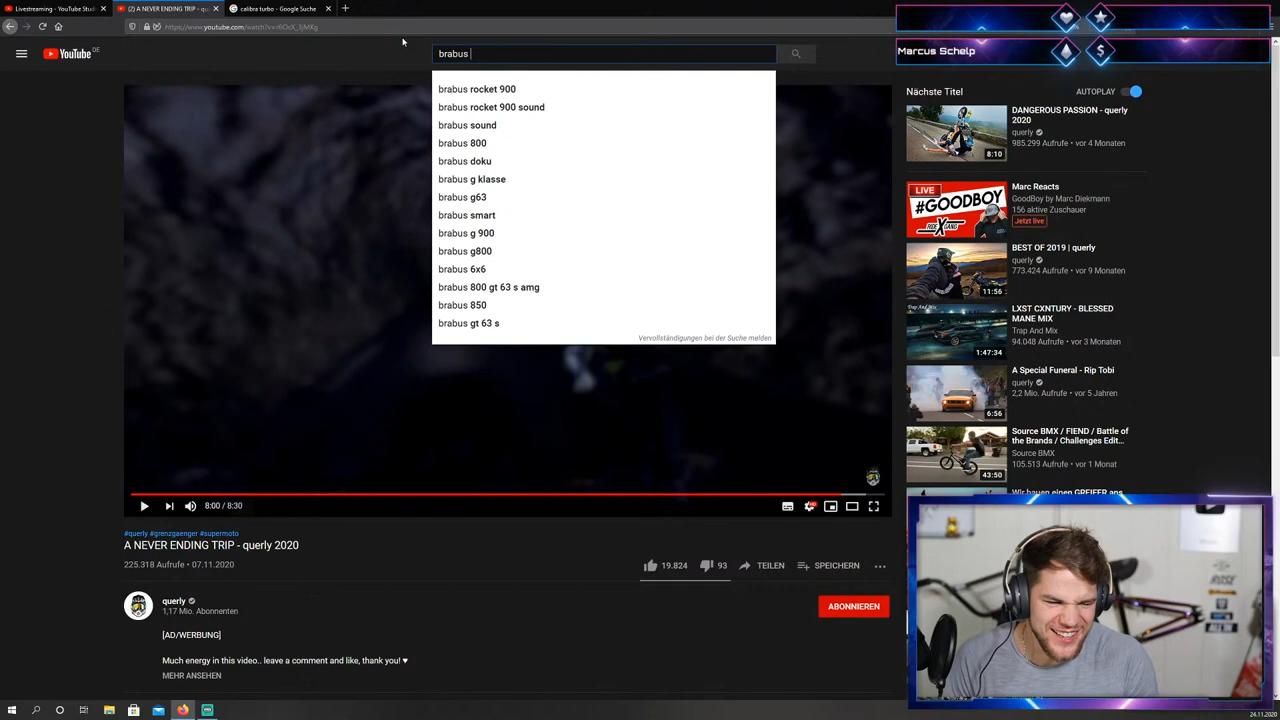 Livestreaming - YouTube Stud
(2) A NEVER ENDING TRIP - qu
calibra turbo - Google Suche
YouTube DE
brabus
brabus rocket 900
brabus rocket 900 sound
brabus sound
brabus 800
brabus doku
brabus g klasse
brabus g63
brabus smart
brabus g 900
brabus g800
brabus 6x6
brabus 800 gt 63 s amg
brabus 850
brabus gt 63 s
Vervollständigungen bei der Suche melden
Marcus Schelp
$
Nächste Titel
AUTOPLAY
DANGEROUS PASSION - querly
2020
querly
985.299 Aufrufe • vor 4 Monaten
8:10
LIVE
#GOODBOY
Marc Reacts
GoodBoy by Marc Diekmann
156 aktive Zuschauer
Jetzt live
BEST OF 2019 | querly
querly
773.424 Aufrufe • vor 9 Monaten
11:56
LXST CXNTURY - BLESSED
MANE MIX
Trap And Mix
94.048 Aufrufe • vor 3 Monaten
1:47:34
A Special Funeral - Rip Tobi
querly
2,2 Mio. Aufrufe • vor 5 Jahren
6:56
Source BMX / FIEND / Battle of
the Brands / Challenges Edit...
Source BMX
105.513 Aufrufe • vor 1 Monat
43:50
Wir bauen einen GREIFER ans
8:00 / 8:30
#querly #grenzgaenger #supermoto
A NEVER ENDING TRIP - querly 2020
225.318 Aufrufe • 07.11.2020
19.824
93
TEILEN
SPEICHERN
querly
1,17 Mio. Abonnenten
ABONNIEREN
[AD/WERBUNG]
Much energy in this video.. leave a comment and like, thank you! ♥
MEHR ANSEHEN
24.11.2020